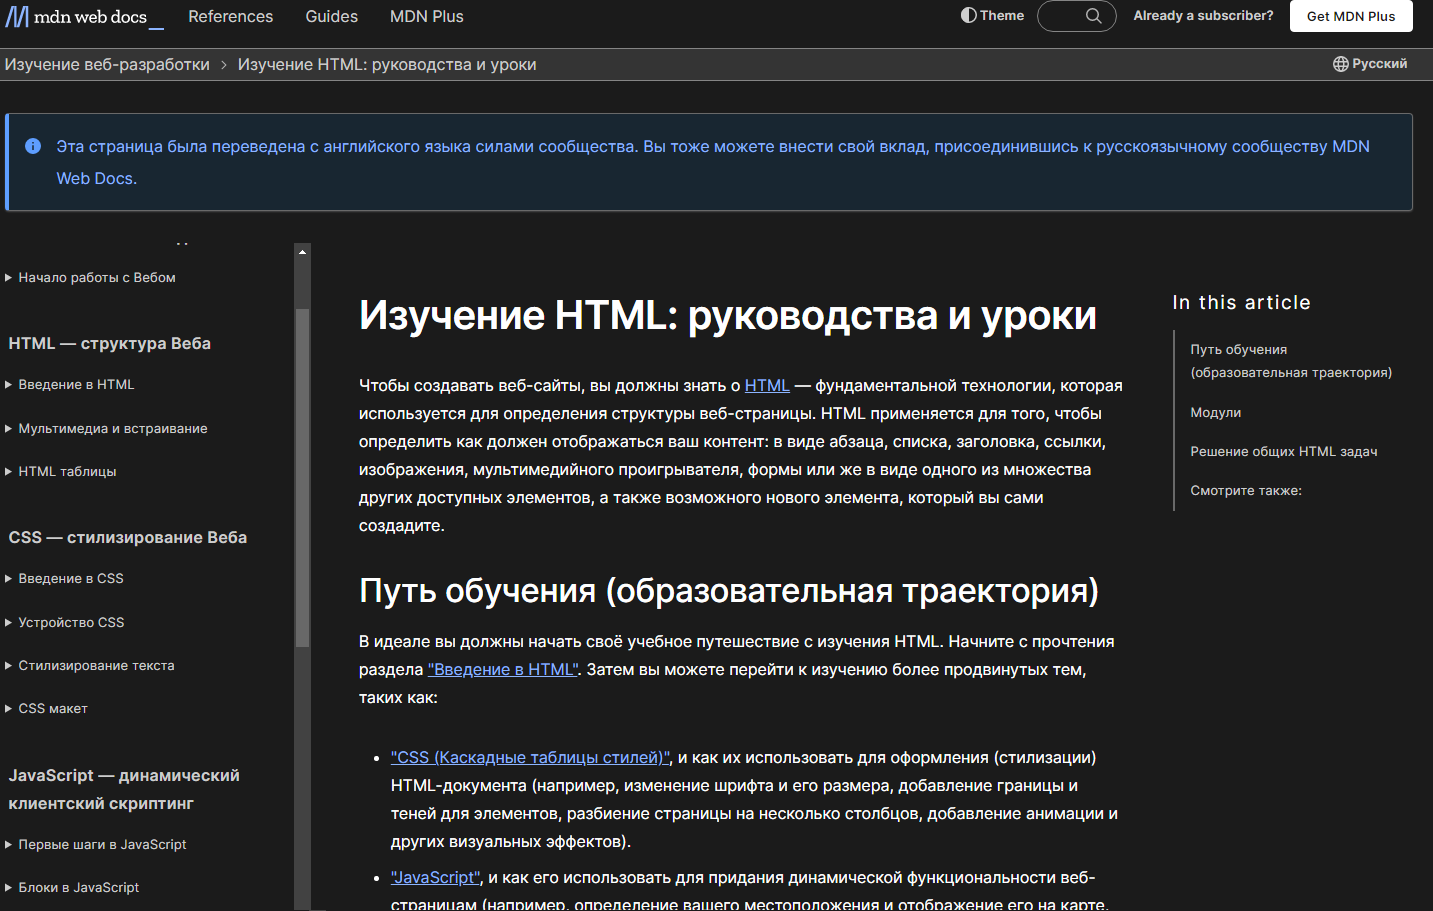 mdn web docs_
References
Guides
MDN Plus
Theme
Already a subscriber?
Get MDN Plus
Изучение веб-разработки
Изучение HTML: руководства и уроки
Русский
Эта страница была переведена с английского языка силами сообщества. Вы тоже можете внести свой вклад, присоединившись к русскоязычному сообществу MDN
Web Docs.
Начало работы с Вебом
HTML — структура Веба
Введение в HTML
Мультимедиа и встраивание
HTML таблицы
CSS — стилизирование Веба
Введение в CSS
Устройство CSS
Стилизирование текста
CSS макет
JavaScript — динамический
клиентский скриптинг
Первые шаги в JavaScript
Блоки в JavaScript
Изучение HTML: руководства и уроки
Чтобы создавать веб-сайты, вы должны знать о HTML — фундаментальной технологии, которая
используется для определения структуры веб-страницы. HTML применяется для того, чтобы
определить как должен отображаться ваш контент: в виде абзаца, списка, заголовка, ссылки,
изображения, мультимедийного проигрывателя, формы или же в виде одного из множества
других доступных элементов, а также возможного нового элемента, который вы сами
создадите.
Путь обучения (образовательная траектория)
В идеале вы должны начать своё учебное путешествие с изучения HTML. Начните с прочтения
раздела "Введение в HTML". Затем вы можете перейти к изучению более продвинутых тем,
таких как:
"CSS (Каскадные таблицы стилей)", и как их использовать для оформления (стилизации)
HTML-документа (например, изменение шрифта и его размера, добавление границы и
теней для элементов, разбиение страницы на несколько столбцов, добавление анимации и
других визуальных эффектов).
"JavaScript", и как его использовать для придания динамической функциональности веб-
страницам (например, определение вашего местоположения и отображение его на карте,
In this article
Путь обучения
(образовательная траектория)
Модули
Решение общих HTML задач
Смотрите также: